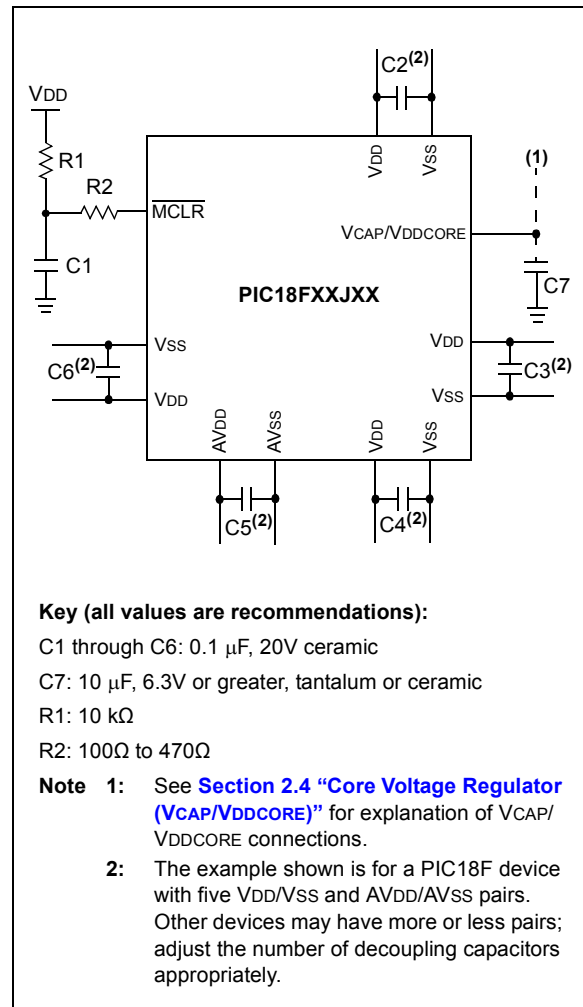 C2(2)
VDD
R1
R2
MCLR
C1
VDD
VSS
(1)
VCAP/VDDCORE
C7
PIC18FXXJXX
VSS
C6(2)
VDD
VDD
C3(2)
VSS
AVDD
AVSS
VDD
VSS
C5(2)
C4(2)
Key (all values are recommendations):
C1 through C6: 0.1 μF, 20V ceramic
C7: 10 μF, 6.3V or greater, tantalum or ceramic
R1: 10 kΩ
R2: 100Ω to 470Ω
Note 1: See Section 2.4 “Core Voltage Regulator
(VCAP/VDDCORE)” for explanation of VCAP/
VDDCORE connections.
2: The example shown is for a PIC18F device
with five VDD/VSS and AVDD/AVSS pairs.
Other devices may have more or less pairs;
adjust the number of decoupling capacitors
appropriately.